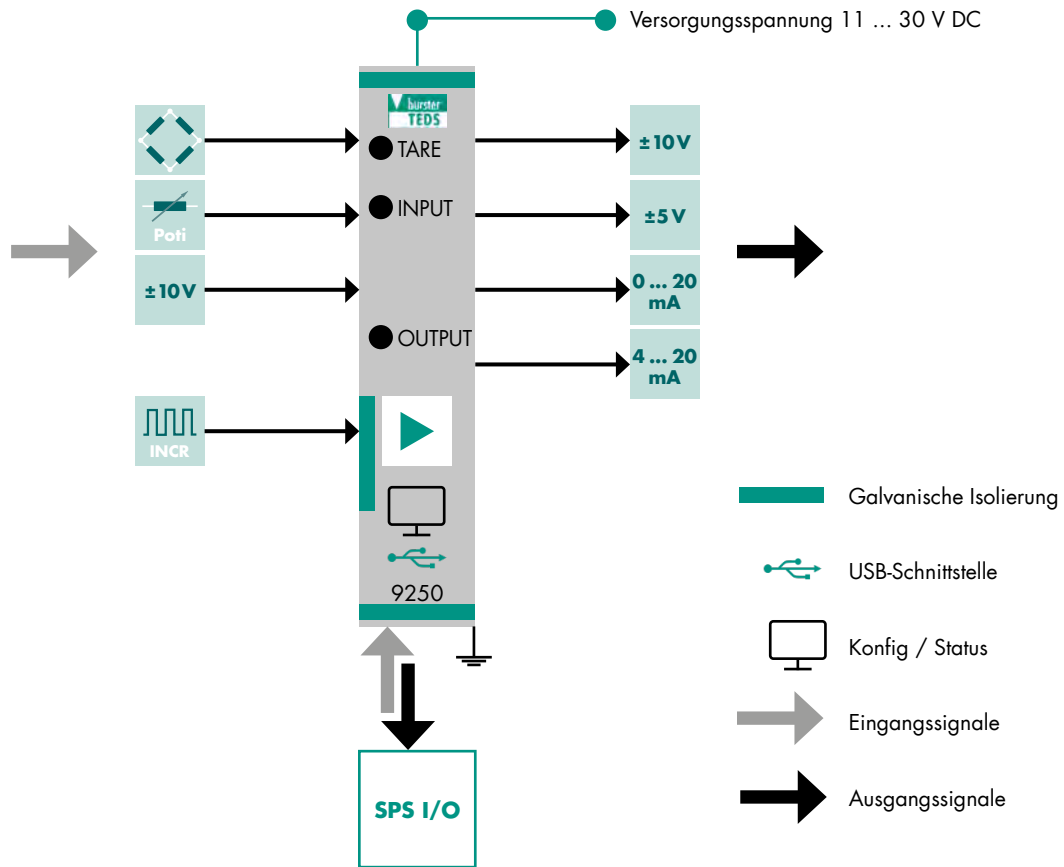 Versorgungsspannung 11 ... 30 V DC
burster
TEDS
TARE
INPUT
OUTPUT
Poti
±10V
INCR
±10V
±5V
0 ... 20
mA
4 ... 20
mA
9250
SPS I/O
Galvanische Isolierung
USB-Schnittstelle
Konfig / Status
Eingangssignale
Ausgangssignale